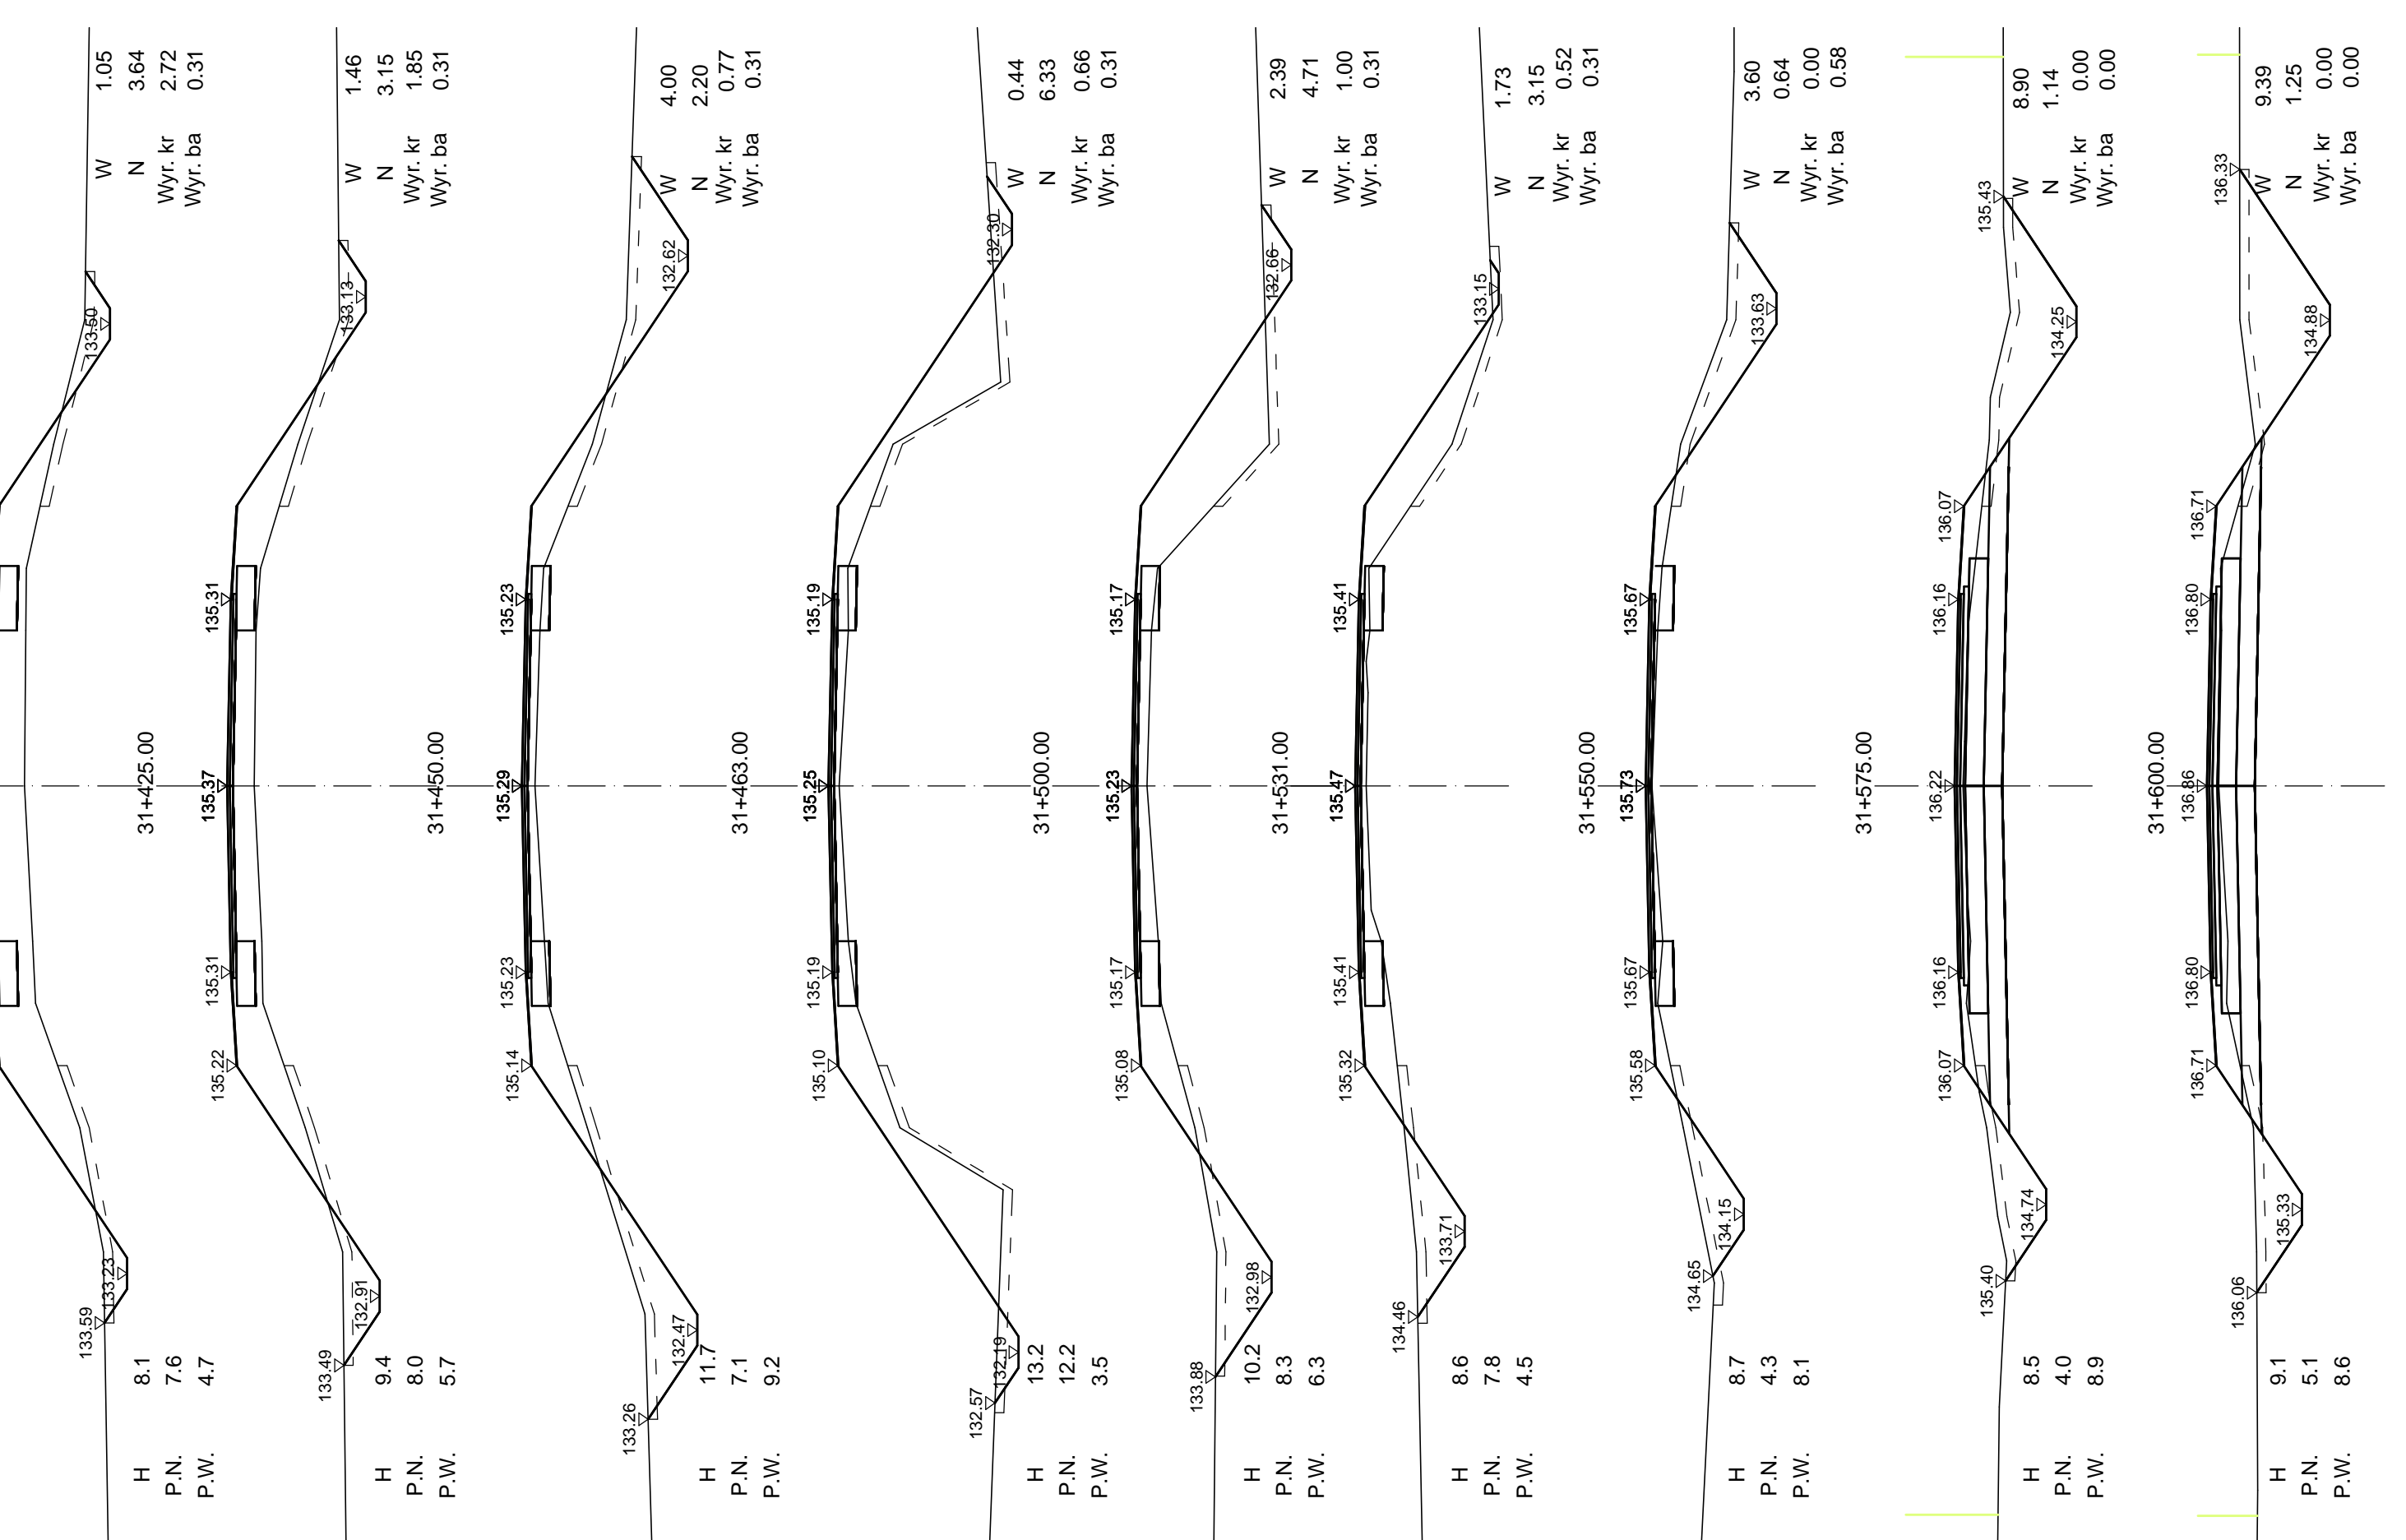 W 1.05
N 3.64
Wyr. kr 2.72
Wyr. ba 0.31
133.50
133.23
133.59
H 8.1
P.N. 7.6
P.W. 4.7
31+425.00
W 1.46
N 3.15
Wyr. kr 1.85
Wyr. ba 0.31
133.13
135.31
135.37
135.31
135.22
132.91
133.49
H 9.4
P.N. 8.0
P.W. 5.7
31+450.00
W 4.00
N 2.20
Wyr. kr 0.77
Wyr. ba 0.31
132.62
135.23
135.29
135.23
135.14
132.47
133.26
H 11.7
P.N. 7.1
P.W. 9.2
31+463.00
W 0.44
N 6.33
Wyr. kr 0.66
Wyr. ba 0.31
132.30
135.19
135.25
135.19
135.10
132.19
132.57
H 13.2
P.N. 12.2
P.W. 3.5
31+500.00
W 2.39
N 4.71
Wyr. kr 1.00
Wyr. ba 0.31
132.66
135.17
135.23
135.17
135.08
132.98
133.88
H 10.2
P.N. 8.3
P.W. 6.3
31+531.00
W 1.73
N 3.15
Wyr. kr 0.52
Wyr. ba 0.31
133.15
135.41
135.47
135.41
135.32
133.71
134.46
H 8.6
P.N. 7.8
P.W. 4.5
31+550.00
W 3.60
N 0.64
Wyr. kr 0.00
Wyr. ba 0.58
133.63
135.67
135.73
135.67
135.58
134.15
134.65
H 8.7
P.N. 4.3
P.W. 8.1
31+575.00
W 8.90
N 1.14
Wyr. kr 0.00
Wyr. ba 0.00
135.43
134.25
136.07
136.16
136.22
136.16
136.07
134.74
135.40
H 8.5
P.N. 4.0
P.W. 8.9
31+600.00
W 9.39
N 1.25
Wyr. kr 0.00
Wyr. ba 0.00
136.33
134.88
136.71
136.80
136.86
136.80
136.71
135.33
136.06
H 9.1
P.N. 5.1
P.W. 8.6